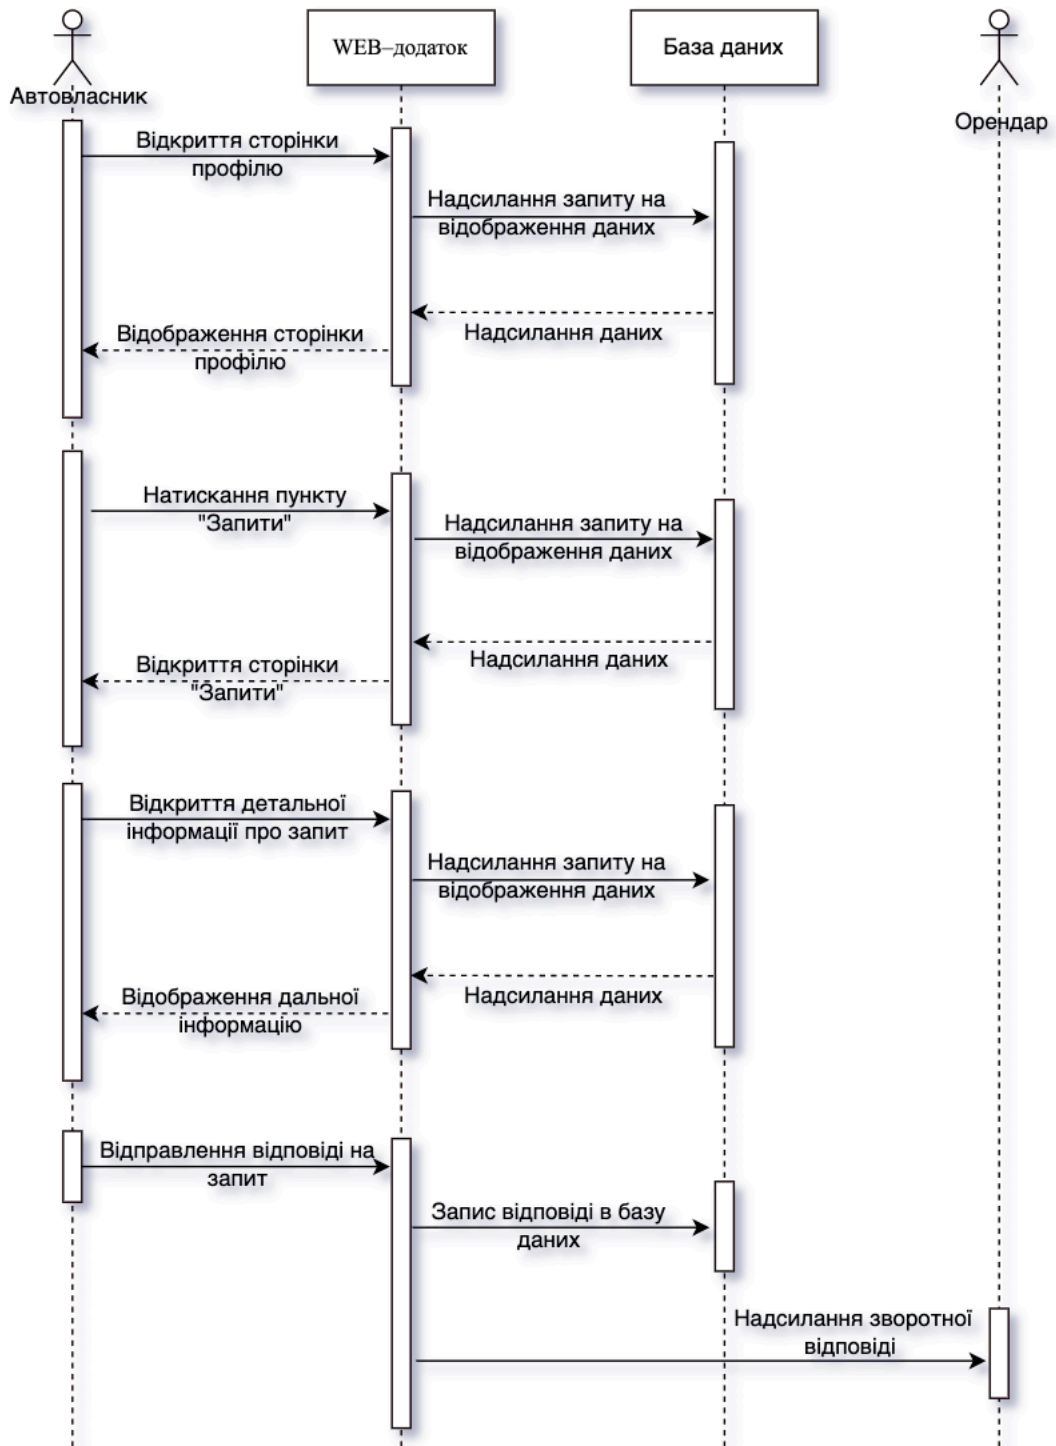 WEB–додаток
База даних
Автовласник
Орендар
Відкриття сторінки
профілю
Надсилання запиту на
відображення даних
Надсилання даних
Відображення сторінки
профілю
Натискання пункту
"Запити"
Надсилання запиту на
відображення даних
Надсилання даних
Відкриття сторінки
"Запити"
Відкриття детальної
інформації про запит
Надсилання запиту на
відображення даних
Надсилання даних
Відображення дальної
інформацію
Відправлення відповіді на
запит
Запис відповіді в базу
даних
Надсилання зворотної
відповіді